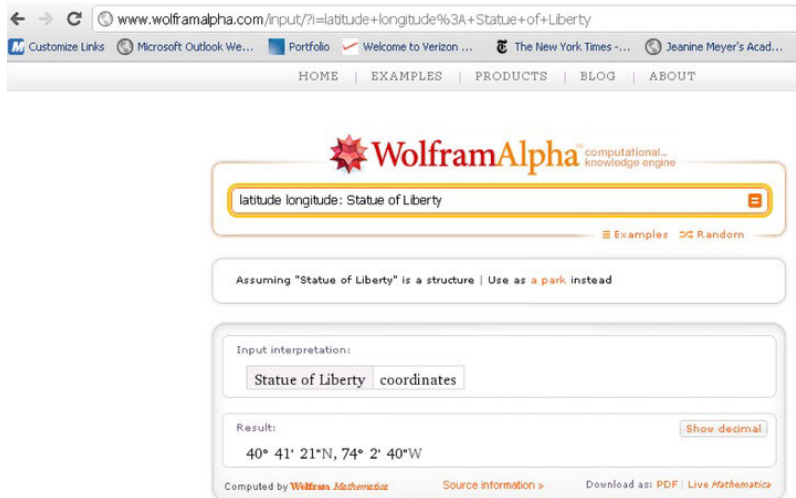 www.wolframalpha.com/input/?i=latitude+longitude%3A+Statue+of+Liberty
M Customize Links Microsoft Outlook We... Portfolio Welcome to Verizon ... The New York Times -... Jeanine Meyer's Acad...
HOME | EXAMPLES | PRODUCTS | BLOG | ABOUT
WolframAlpha™ computational... knowledge engine
latitude longitude: Statue of Liberty
Examples Random
Assuming "Statue of Liberty" is a structure | Use as a park instead
Input interpretation:
Statue of Liberty coordinates
Result: Show decimal
40° 41' 21"N, 74° 2' 40"W
Computed by Wolfram Mathematica Source information » Download as: PDF | Live Mathematica